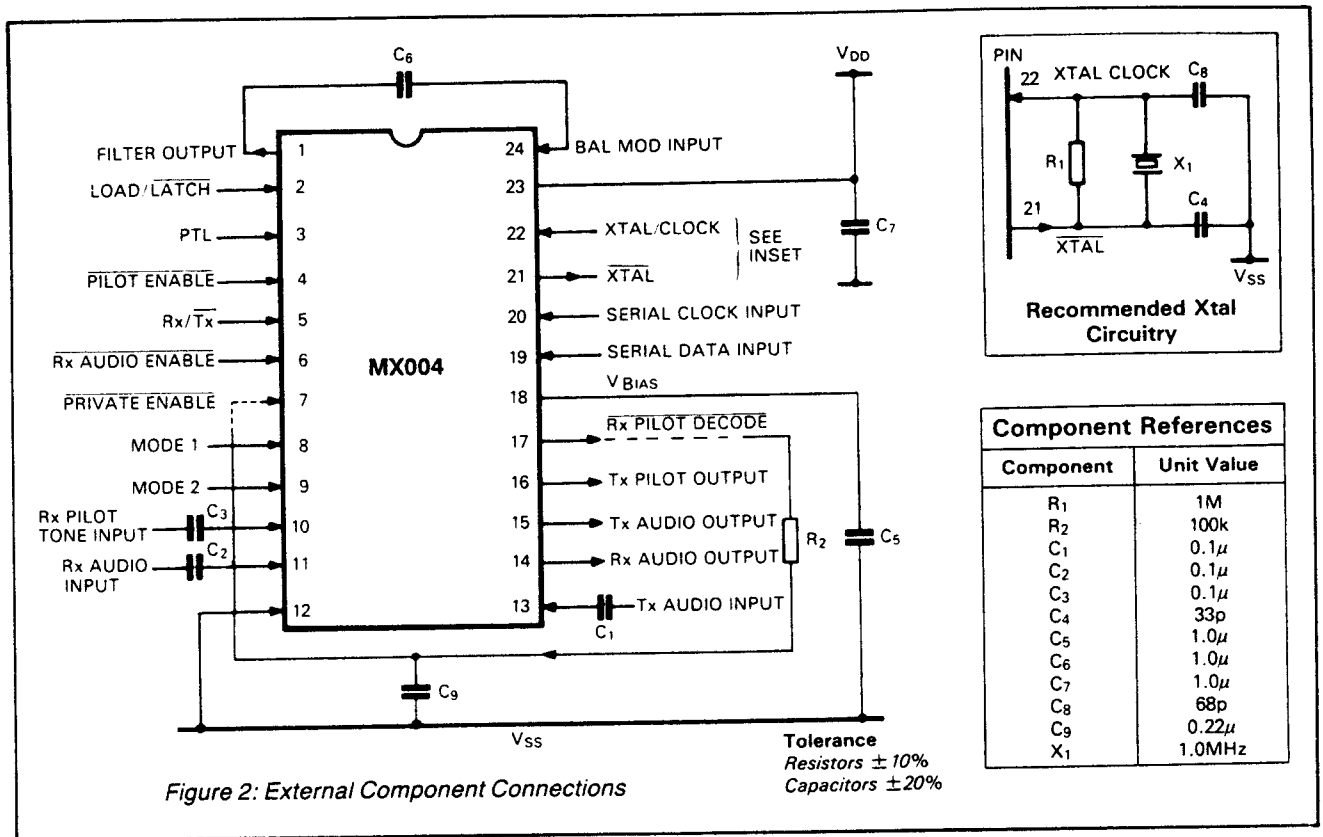 C6
VDD
FILTER OUTPUT 1
LOAD/LATCH 2
PTL 3
PILOT ENABLE 4
Rx/Tx 5
Rx AUDIO ENABLE 6
PRIVATE ENABLE 7
MODE 1 8
MODE 2 9
Rx PILOT
TONE INPUT C3 10
Rx AUDIO
INPUT C2 11
12
MX004
24 BAL MOD INPUT
23
C7
22 XTAL/CLOCK
21 XTAL
SEE
INSET
20 SERIAL CLOCK INPUT
19 SERIAL DATA INPUT
VBIAS
18
Rx PILOT DECODE
17
16 Tx PILOT OUTPUT
15 Tx AUDIO OUTPUT
14 Rx AUDIO OUTPUT
13 Tx AUDIO INPUT
C1
R2
C5
C9
VSS
Tolerance
Resistors ± 10%
Capacitors ±20%
Figure 2: External Component Connections
PIN
22 XTAL CLOCK C8
R1 X1
C4
21
XTAL
VSS
Recommended Xtal
Circuitry
Component References
Component Unit Value
R1 1M
R2 100k
C1 0.1µ
C2 0.1µ
C3 0.1µ
C4 33p
C5 1.0µ
C6 1.0µ
C7 1.0µ
C8 68p
C9 0.22µ
X1 1.0MHz